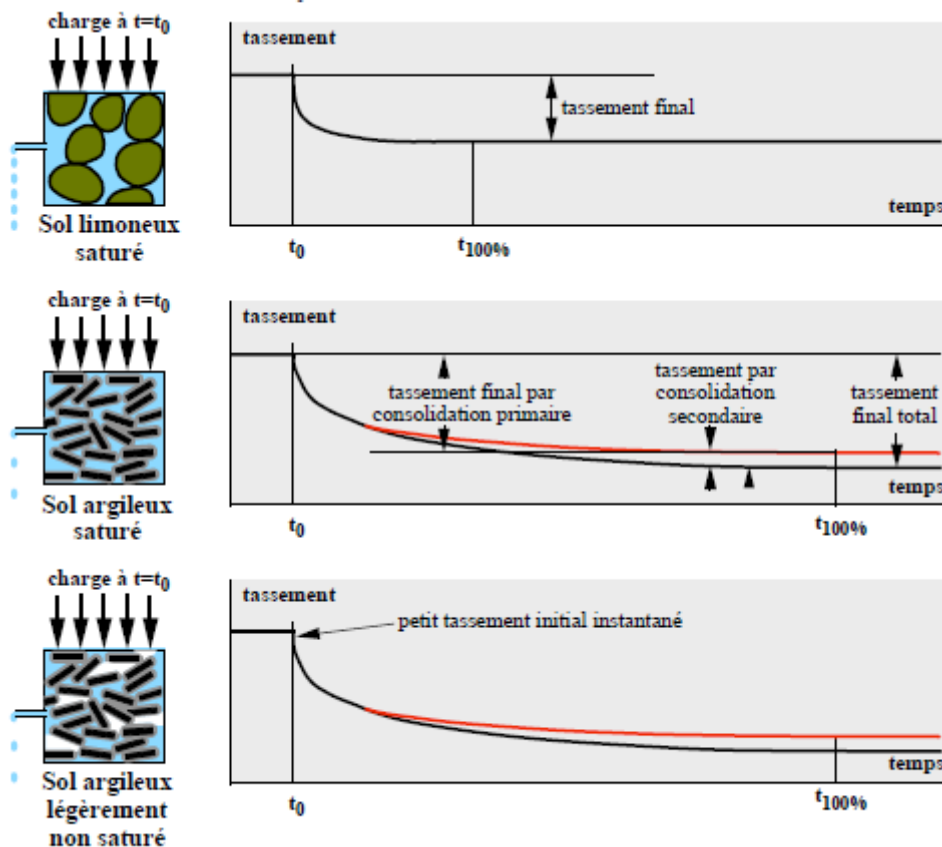 charge à t=t0
tassement
tassement final
temps
Sol limoneux
saturé
t0
t100%
charge à t=t0
tassement
tassement final par
consolidation primaire
tassement par
consolidation
secondaire
tassement
final total
temps
Sol argileux
saturé
t0
t100%
charge à t=t0
tassement
petit tassement initial instantané
temps
Sol argileux
légèrement
non saturé
t0
t100%